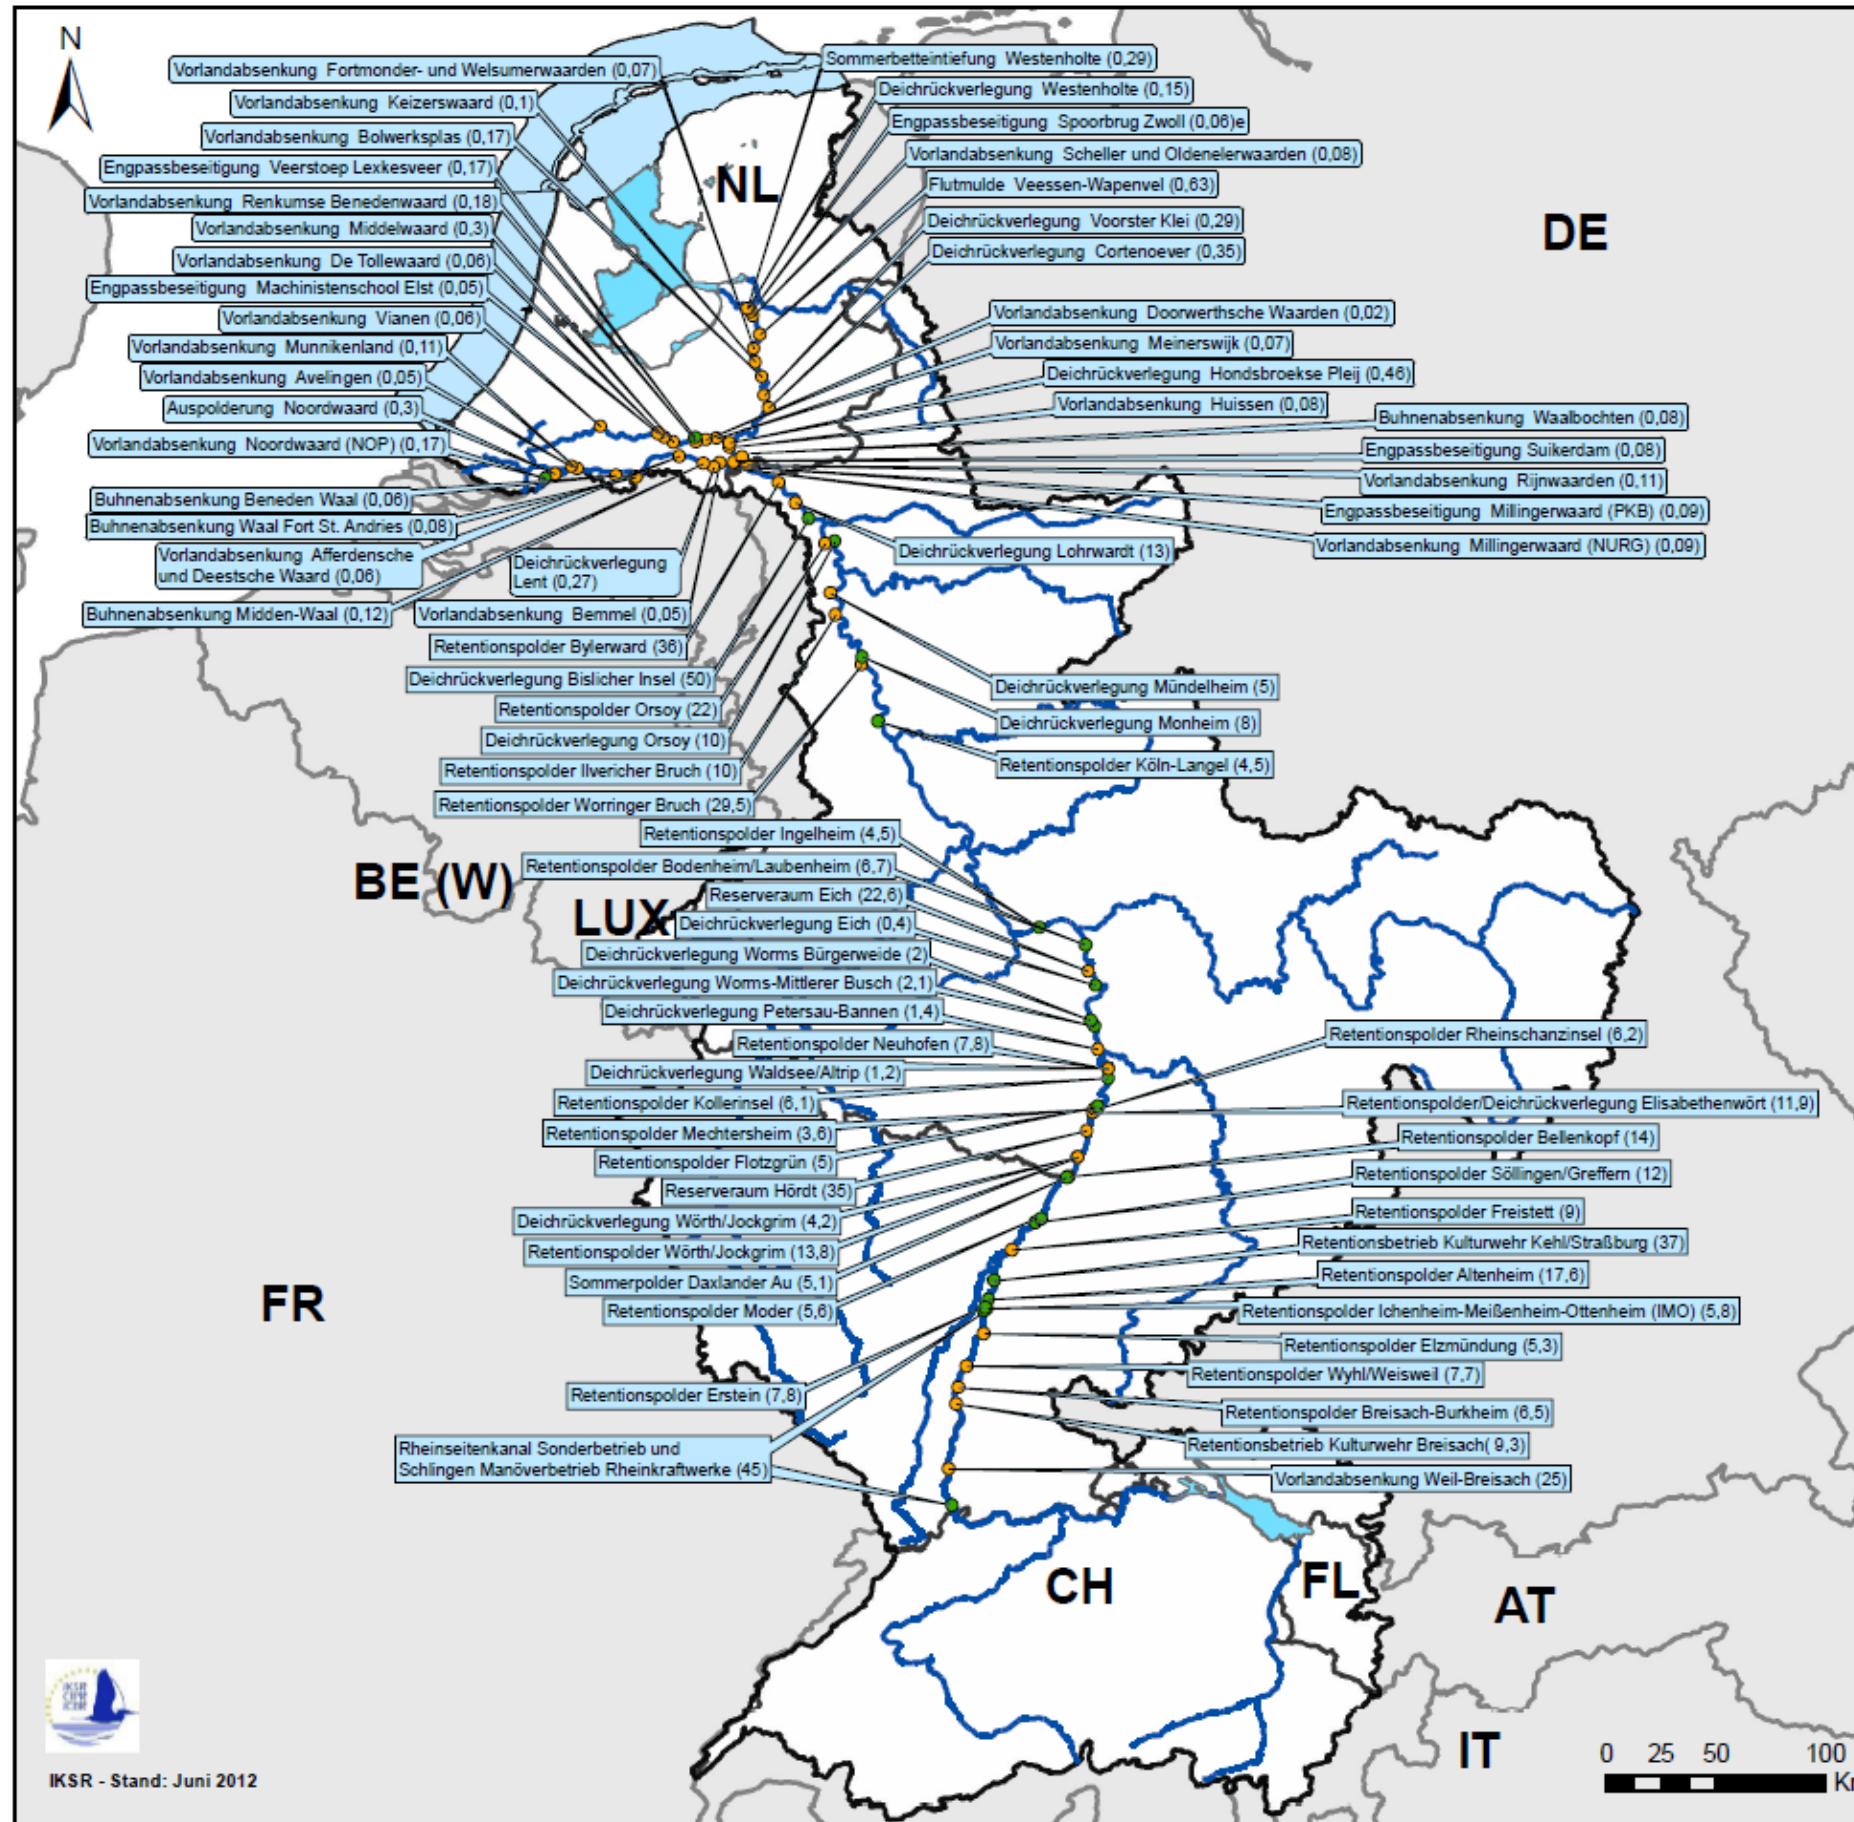 N
Vorlandabsenkung Fortmonder- und Welsumerwaarden (0,07)
Vorlandabsenkung Keizerswaard (0,1)
Vorlandabsenkung Bolwerksplas (0,17)
Engpassbeseitigung Veerstoep Lexkesveer (0,17)
Vorlandabsenkung Renkumse Benedenwaard (0,18)
Vorlandabsenkung Middelwaard (0,3)
Vorlandabsenkung De Tollewaard (0,06)
Engpassbeseitigung Machinistenschool Elst (0,05)
Vorlandabsenkung Vianen (0,06)
Vorlandabsenkung Munnikenland (0,11)
Vorlandabsenkung Avelingen (0,05)
Auspolderung Noordwaard (0,3)
Vorlandabsenkung Noordwaard (NOP) (0,17)
Buhnenabsenkung Beneden Waal (0,06)
Buhnenabsenkung Waal Fort St. Andries (0,08)
Vorlandabsenkung Afferdensche
und Deestsche Waard (0,06)
Buhnenabsenkung Midden-Waal (0,12)
Deichrückverlegung
Lent (0,27)
Vorlandabsenkung Bemmel (0,05)
Retentionspolder Bylerward (36)
Deichrückverlegung Bislicher Insel (50)
Retentionspolder Orsoy (22)
Deichrückverlegung Orsoy (10)
Retentionspolder Ilvericher Bruch (10)
Retentionspolder Worringer Bruch (29,5)
Sommerbetteintiefung Westenholte (0,29)
Deichrückverlegung Westenholte (0,15)
Engpassbeseitigung Spoorbrug Zwoll (0,06)e
Vorlandabsenkung Scheller und Oldenelerwaarden (0,08)
Flutmulde Veessen-Wapenvel (0,63)
Deichrückverlegung Voorster Klei (0,29)
Deichrückverlegung Cortenoever (0,35)
Vorlandabsenkung Doorwerthsche Waarden (0,02)
Vorlandabsenkung Meinerswijk (0,07)
Deichrückverlegung Hondsbroekse Pleij (0,46)
Vorlandabsenkung Huissen (0,08)
Buhnenabsenkung Waalbochten (0,08)
Engpassbeseitigung Suikerdam (0,08)
Vorlandabsenkung Rijnwaarden (0,11)
Engpassbeseitigung Millingerwaard (PKB) (0,09)
Vorlandabsenkung Millingerwaard (NURG) (0,09)
Deichrückverlegung Lohrwardt (13)
Deichrückverlegung Mündelheim (5)
Deichrückverlegung Monheim (8)
Retentionspolder Köln-Langel (4,5)
NL
DE
BE (W)
LUX
Retentionspolder Ingelheim (4,5)
Retentionspolder Bodenheim/Laubenheim (6,7)
Reserveraum Eich (22,6)
Deichrückverlegung Eich (0,4)
Deichrückverlegung Worms Bürgerweide (2)
Deichrückverlegung Worms-Mittlerer Busch (2,1)
Deichrückverlegung Petersau-Bannen (1,4)
Retentionspolder Neuhofen (7,8)
Deichrückverlegung Waldsee/Altrip (1,2)
Retentionspolder Kollerinsel (6,1)
Retentionspolder Mechtersheim (3,6)
Retentionspolder Flotzgrün (5)
Reserveraum Hördt (35)
Deichrückverlegung Wörth/Jockgrim (4,2)
Retentionspolder Wörth/Jockgrim (13,8)
Sommerpolder Daxlander Au (5,1)
Retentionspolder Moder (5,6)
Retentionspolder Erstein (7,8)
Rheinseitenkanal Sonderbetrieb und
Schlingen Manöverbetrieb Rheinkraftwerke (45)
Retentionspolder Rheinschanzinsel (6,2)
Retentionspolder/Deichrückverlegung Elisabethenwört (11,9)
Retentionspolder Bellenkopf (14)
Retentionspolder Söllingen/Greffern (12)
Retentionspolder Freistett (9)
Retentionsbetrieb Kulturwehr Kehl/Straßburg (37)
Retentionspolder Altenheim (17,6)
Retentionspolder Ichenheim-Meißenheim-Ottenheim (IMO) (5,8)
Retentionspolder Elzmündung (5,3)
Retentionspolder Wyhl/Weisweil (7,7)
Retentionspolder Breisach-Burkheim (6,5)
Retentionsbetrieb Kulturwehr Breisach( 9,3)
Vorlandabsenkung Weil-Breisach (25)
FR
CH
FL
AT
IT
IKSR
CIPR
ICBR
IKSR - Stand: Juni 2012
0 25 50 100